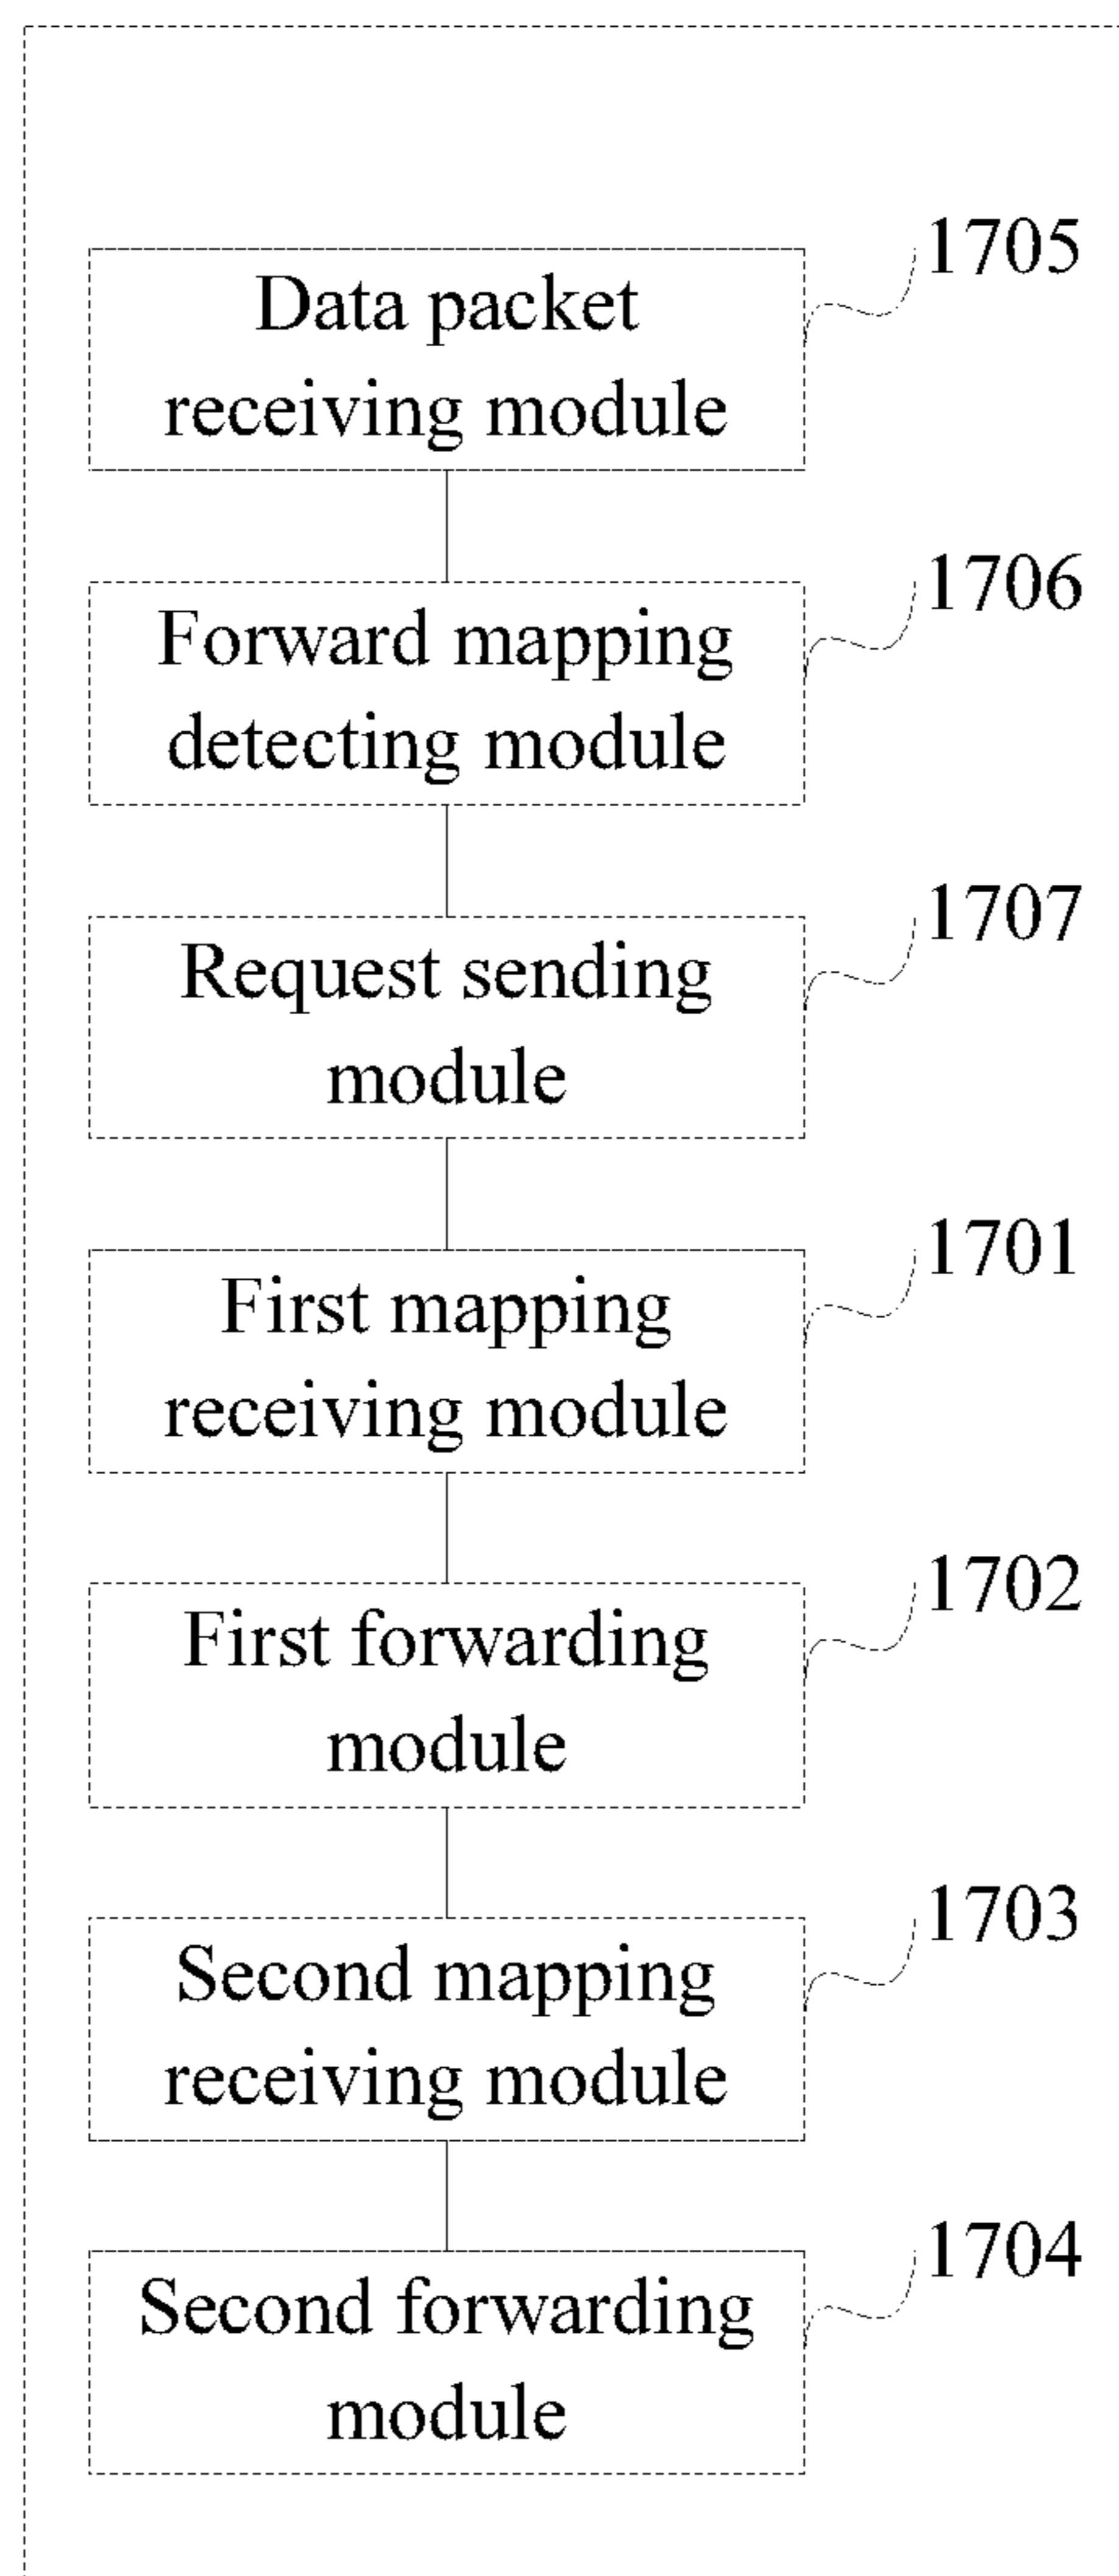 1705
Data packet
receiving module
1706
Forward mapping
detecting module
1707
Request sending
module
1701
First mapping
receiving module
1702
First forwarding
module
1703
Second mapping
receiving module
1704
Second forwarding
module